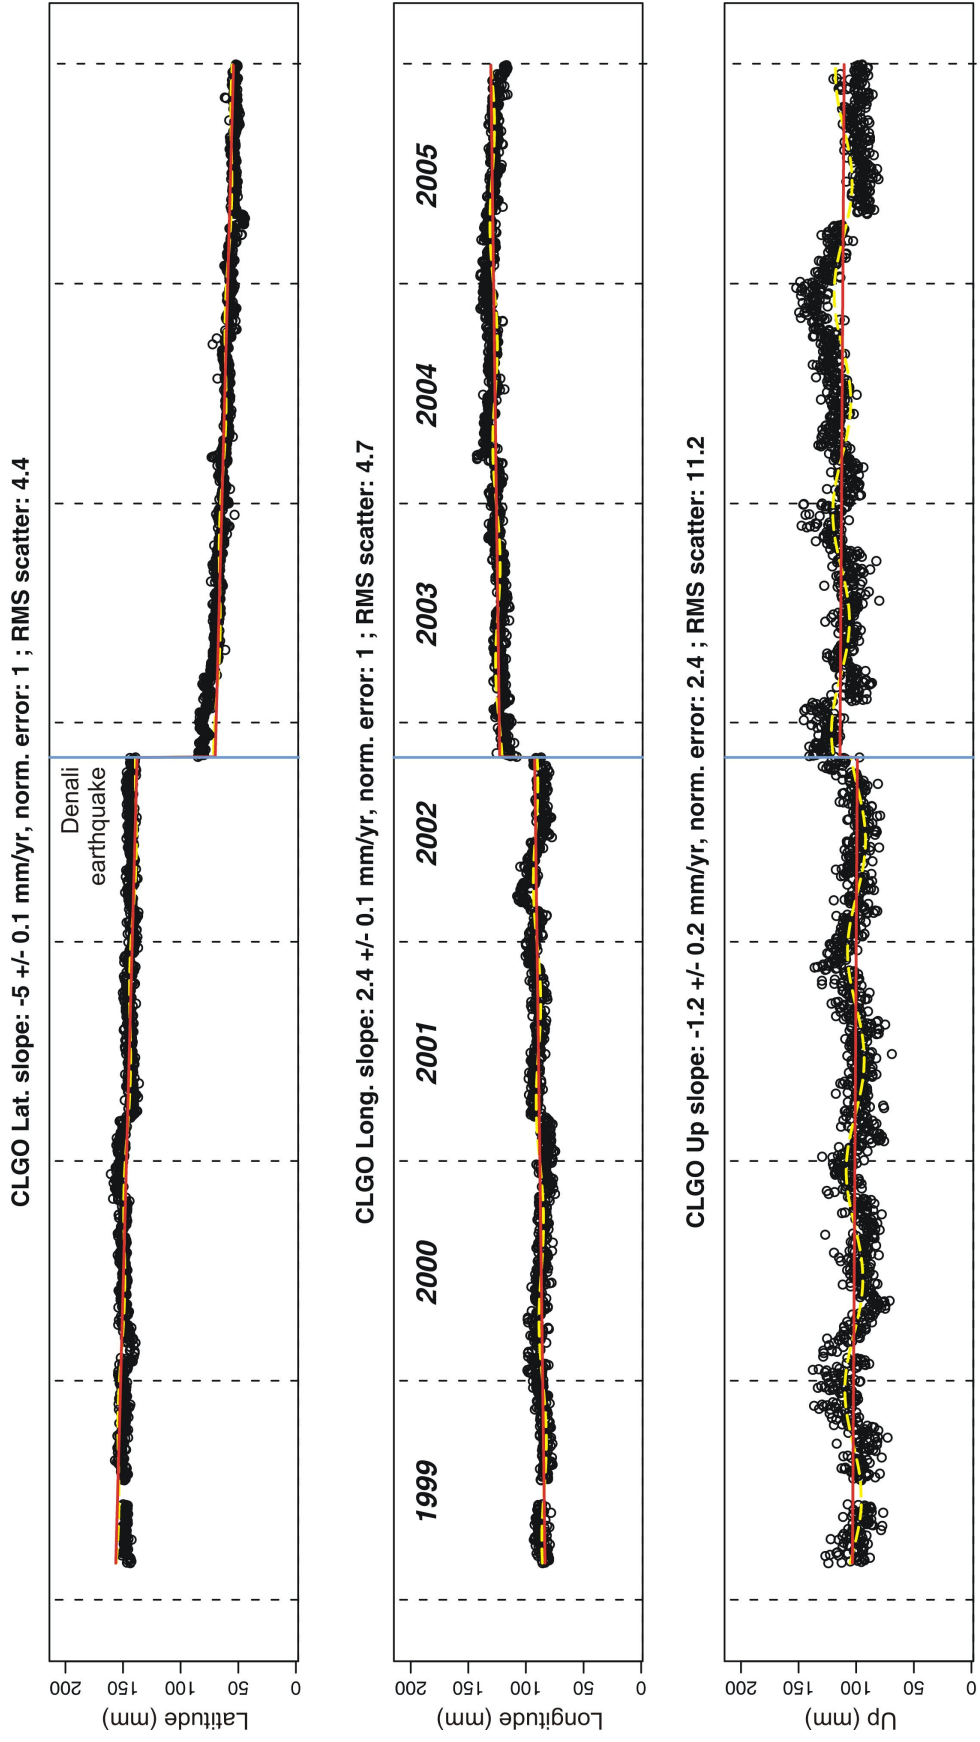 CLGO Lat. slope: -5 +/- 0.1 mm/yr, norm. error: 1 ; RMS scatter: 4.4
Latitude (mm)
200
150
100
50
0
Denali
earthquake
CLGO Long. slope: 2.4 +/- 0.1 mm/yr, norm. error: 1 ; RMS scatter: 4.7
Longitude (mm)
200
150
100
50
0
1999
2000
2001
2002
2003
2004
2005
CLGO Up slope: -1.2 +/- 0.2 mm/yr, norm. error: 2.4 ; RMS scatter: 11.2
Up (mm)
200
150
100
50
0